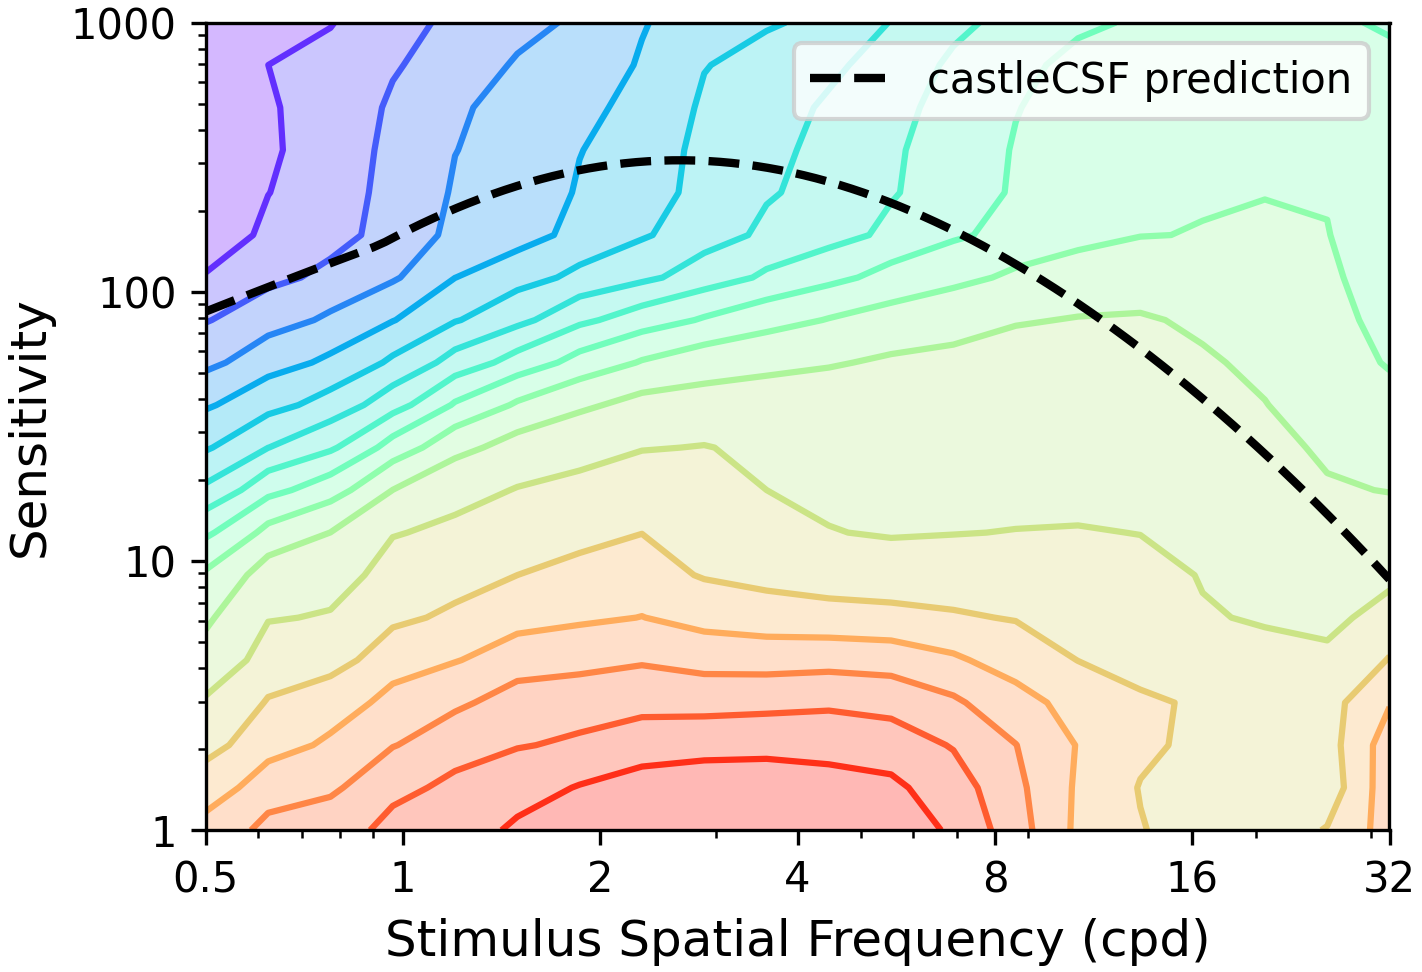 1000
100
10
1
Sensitivity
castleCSF prediction
0.5 1 2 4 8 16 32
Stimulus Spatial Frequency (cpd)